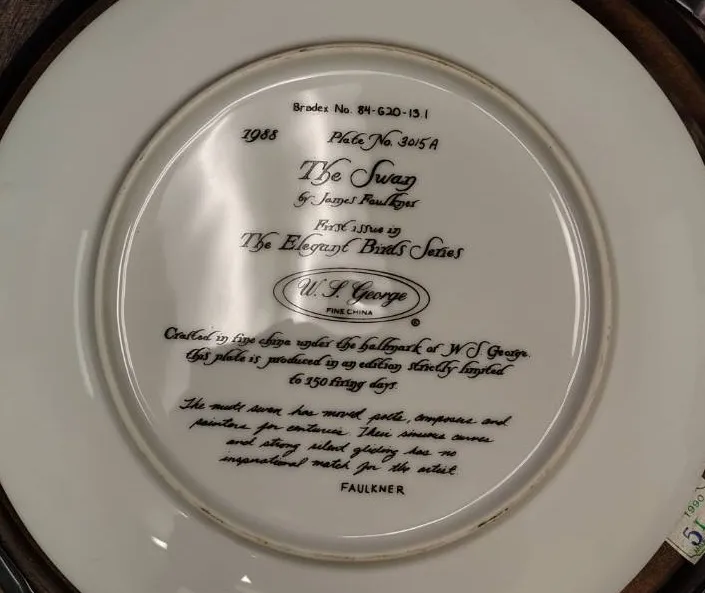 Bradex No. 84-G20-13.1
1988 Plate No. 3015A
The Swan
by James Faulkner
First issue in
The Elegant Birds Series
W. S. George
FINE CHINA
©
Crafted in fine china under the hallmark of W S George,
this plate is produced in an edition strictly limited
to 150 firing days.
The mute swan has moved poets, composers and
painters for centuries. Their sinuous curves
and strong silent gliding has no
inspirational match for the artist.
FAULKNER
1990
51